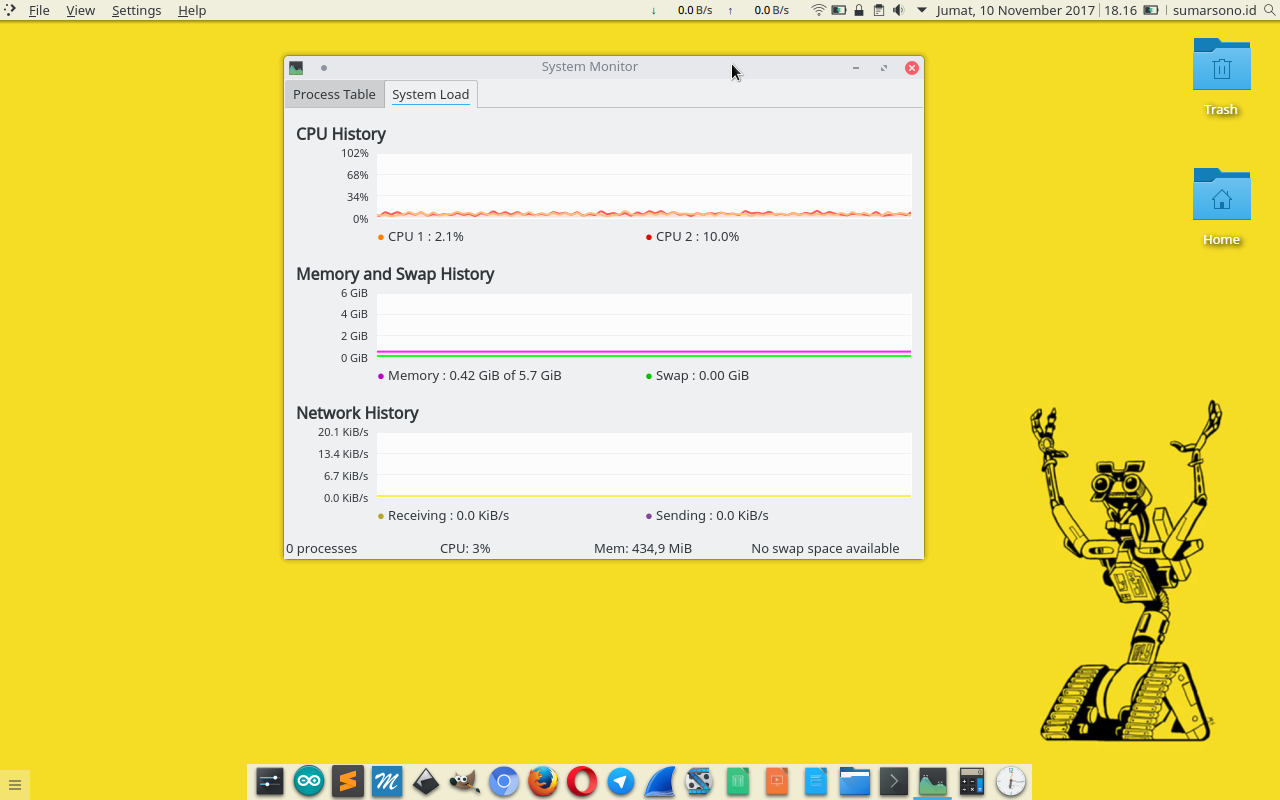 File View Settings Help ↓ 0.0 B/s ↑ 0.0 B/s Jumat, 10 November 2017 18.16 sumarsono.id
System Monitor
Process Table System Load
CPU History
102%
68%
34%
0%
CPU 1 : 2.1% CPU 2 : 10.0%
Memory and Swap History
6 GiB
4 GiB
2 GiB
0 GiB
Memory : 0.42 GiB of 5.7 GiB Swap : 0.00 GiB
Network History
20.1 KiB/s
13.4 KiB/s
6.7 KiB/s
0.0 KiB/s
Receiving : 0.0 KiB/s Sending : 0.0 KiB/s
0 processes CPU: 3% Mem: 434,9 MiB No swap space available
Trash
Home